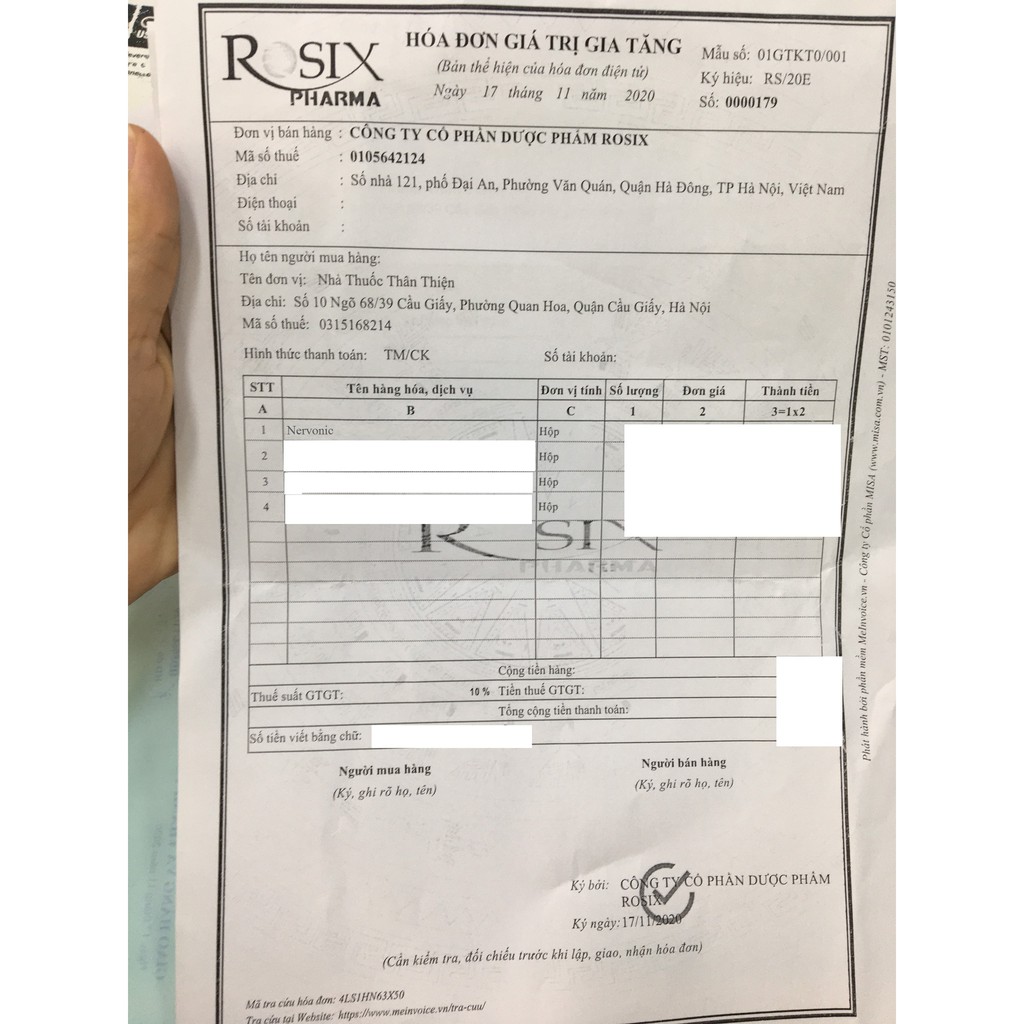 ROSIX
PHARMA
HÓA ĐƠN GIÁ TRỊ GIA TĂNG
(Bản thể hiện của hóa đơn điện tử)
Ngày 17 tháng 11 năm 2020
Mẫu số: 01GTKT0/001
Ký hiệu: RS/20E
Số: 0000179
Đơn vị bán hàng : CÔNG TY CỔ PHẦN DƯỢC PHẨM ROSIX
Mã số thuế : 0105642124
Địa chỉ : Số nhà 121, phố Đại An, Phường Văn Quán, Quận Hà Đông, TP Hà Nội, Việt Nam
Điện thoại :
Số tài khoản :
Họ tên người mua hàng:
Tên đơn vị: Nhà Thuốc Thân Thiện
Địa chỉ: Số 10 Ngõ 68/39 Cầu Giấy, Phường Quan Hoa, Quận Cầu Giấy, Hà Nội
Mã số thuế: 0315168214
Hình thức thanh toán: TM/CK Số tài khoản:
STT Tên hàng hóa, dịch vụ Đơn vị tính Số lượng Đơn giá Thành tiền
A B C 1 2 3=1x2
1 Nervonic Hộp
2 Hộp
3 Hộp
4 Hộp
ROSIX
PHARMA
Cộng tiền hàng:
Thuế suất GTGT: 10 % Tiền thuế GTGT:
Tổng cộng tiền thanh toán:
Số tiền viết bằng chữ:
Người mua hàng Người bán hàng
(Ký, ghi rõ họ, tên) (Ký, ghi rõ họ, tên)
Ký bởi: CÔNG TY CỔ PHẦN DƯỢC PHẨM
ROSIX
Ký ngày: 17/11/2020
(Cần kiểm tra, đối chiếu trước khi lập, giao, nhận hóa đơn)
Mã tra cứu hóa đơn: 4LS1HN63X50
Tra cứu tại Website: https://www.meinvoice.vn/tra-cuu/
Phát hành bởi phần mềm MeInvoice.vn - Công ty Cổ phần MISA (www.misa.com.vn) - MST: 0101243150